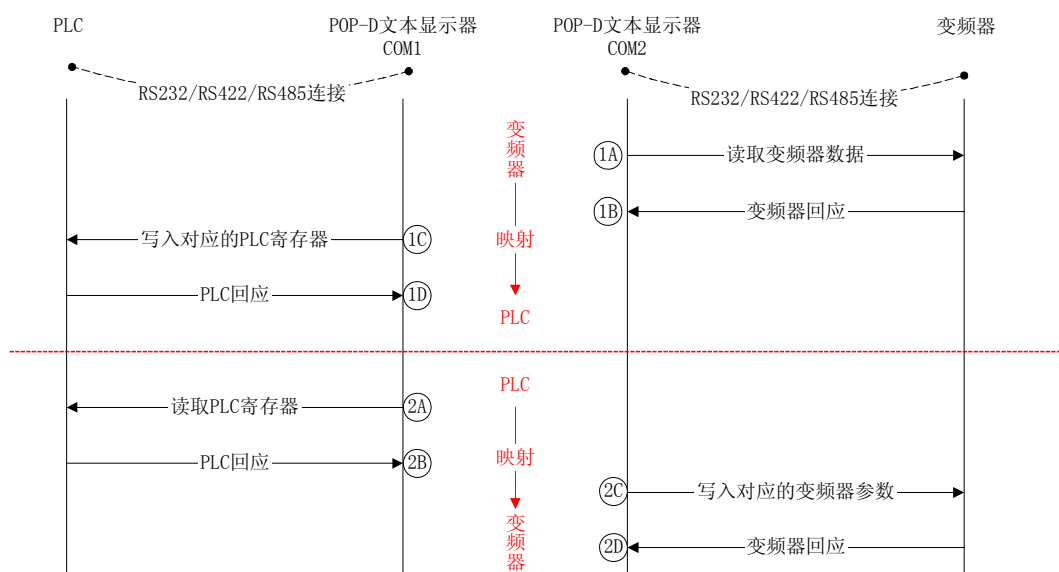 PLC
POP-D文本显示器
COM1
POP-D文本显示器
COM2
变频器
RS232/RS422/RS485连接
RS232/RS422/RS485连接
变频器
1A
读取变频器数据
1B
变频器回应
写入对应的PLC寄存器
1C
映射
PLC回应
1D
PLC
PLC
读取PLC寄存器
2A
PLC回应
2B
映射
2C
写入对应的变频器参数
变频器
2D
变频器回应